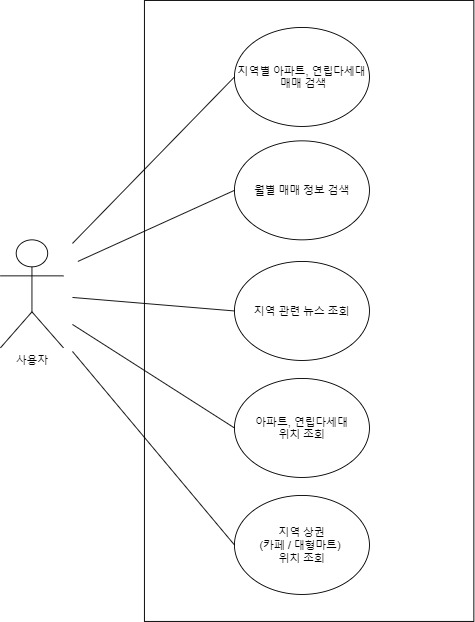 지역별 아파트, 연립다세대
매매 검색
월별 매매 정보 검색
지역 관련 뉴스 조회
사용자
아파트, 연립다세대
위치 조회
지역 상권
(카페 / 대형마트)
위치 조회